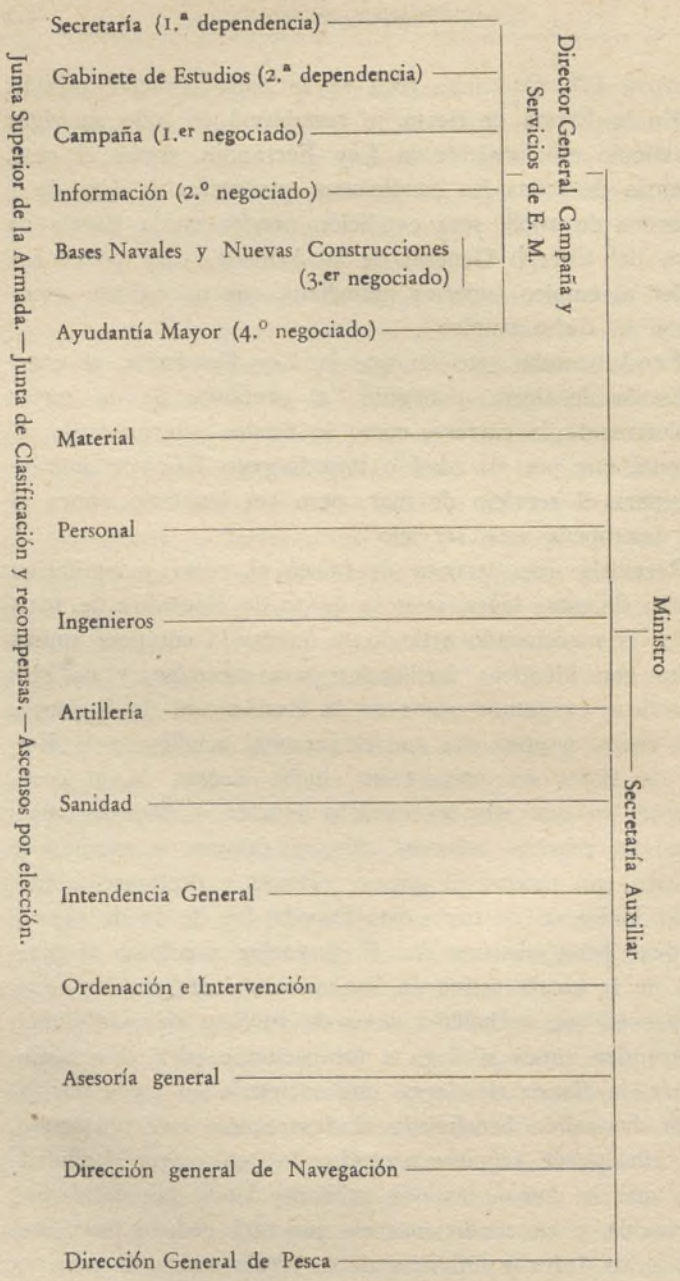 Secretaría (1.ª dependencia)
Gabinete de Estudios (2.ª dependencia)
Campaña (1.er negociado)
Información (2.º negociado)
Bases Navales y Nuevas Construcciones
(3.er negociado)
Ayudantía Mayor (4.º negociado)
Director General Campaña y
Servicios de E. M.
Material
Personal
Ingenieros
Artillería
Sanidad
Intendencia General
Ordenación e Intervención
Asesoría general
Dirección general de Navegación
Dirección General de Pesca
Ministro
Secretaría Auxiliar
Junta Superior de la Armada.—Junta de Clasificación y recompensas.—Ascensos por elección.